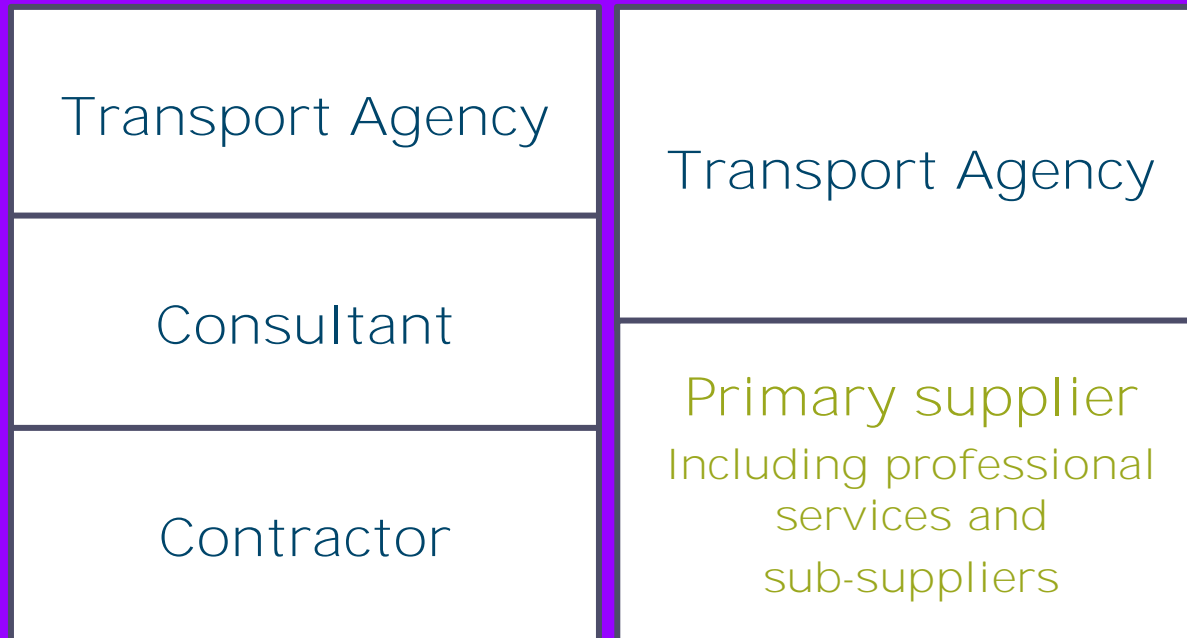 Transport Agency
Consultant
Contractor
Transport Agency
Primary supplier
Including professional
services and
sub-suppliers